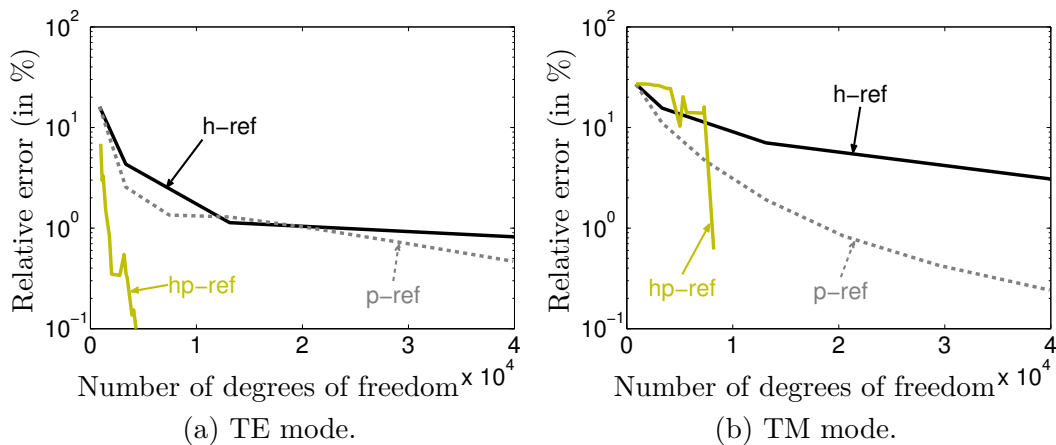 Relative error (in %)
10^2
10^1
10^0
10^-1
h-ref
hp-ref
p-ref
0
1
2
3
4
x 10^4
Number of degrees of freedom
(a) TE mode.
Relative error (in %)
10^2
10^1
10^0
10^-1
h-ref
hp-ref
p-ref
0
1
2
3
4
x 10^4
Number of degrees of freedom
(b) TM mode.